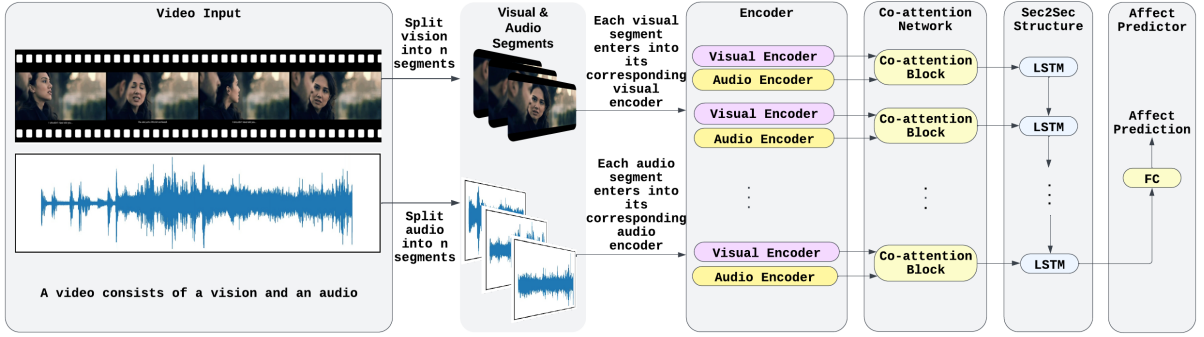 Video Input
A video consists of a vision and an audio
Split
vision
into n
segments
Split
audio
into n
segments
Visual &
Audio
Segments
Each visual
segment
enters into
its
corresponding
visual
encoder
Each audio
segment
enters into
its
corresponding
audio
encoder
Encoder
Visual Encoder
Audio Encoder
Visual Encoder
Audio Encoder
Visual Encoder
Audio Encoder
Co-attention
Network
Co-attention
Block
Co-attention
Block
Co-attention
Block
Sec2Sec
Structure
LSTM
LSTM
LSTM
Affect
Predictor
Affect
Prediction
FC